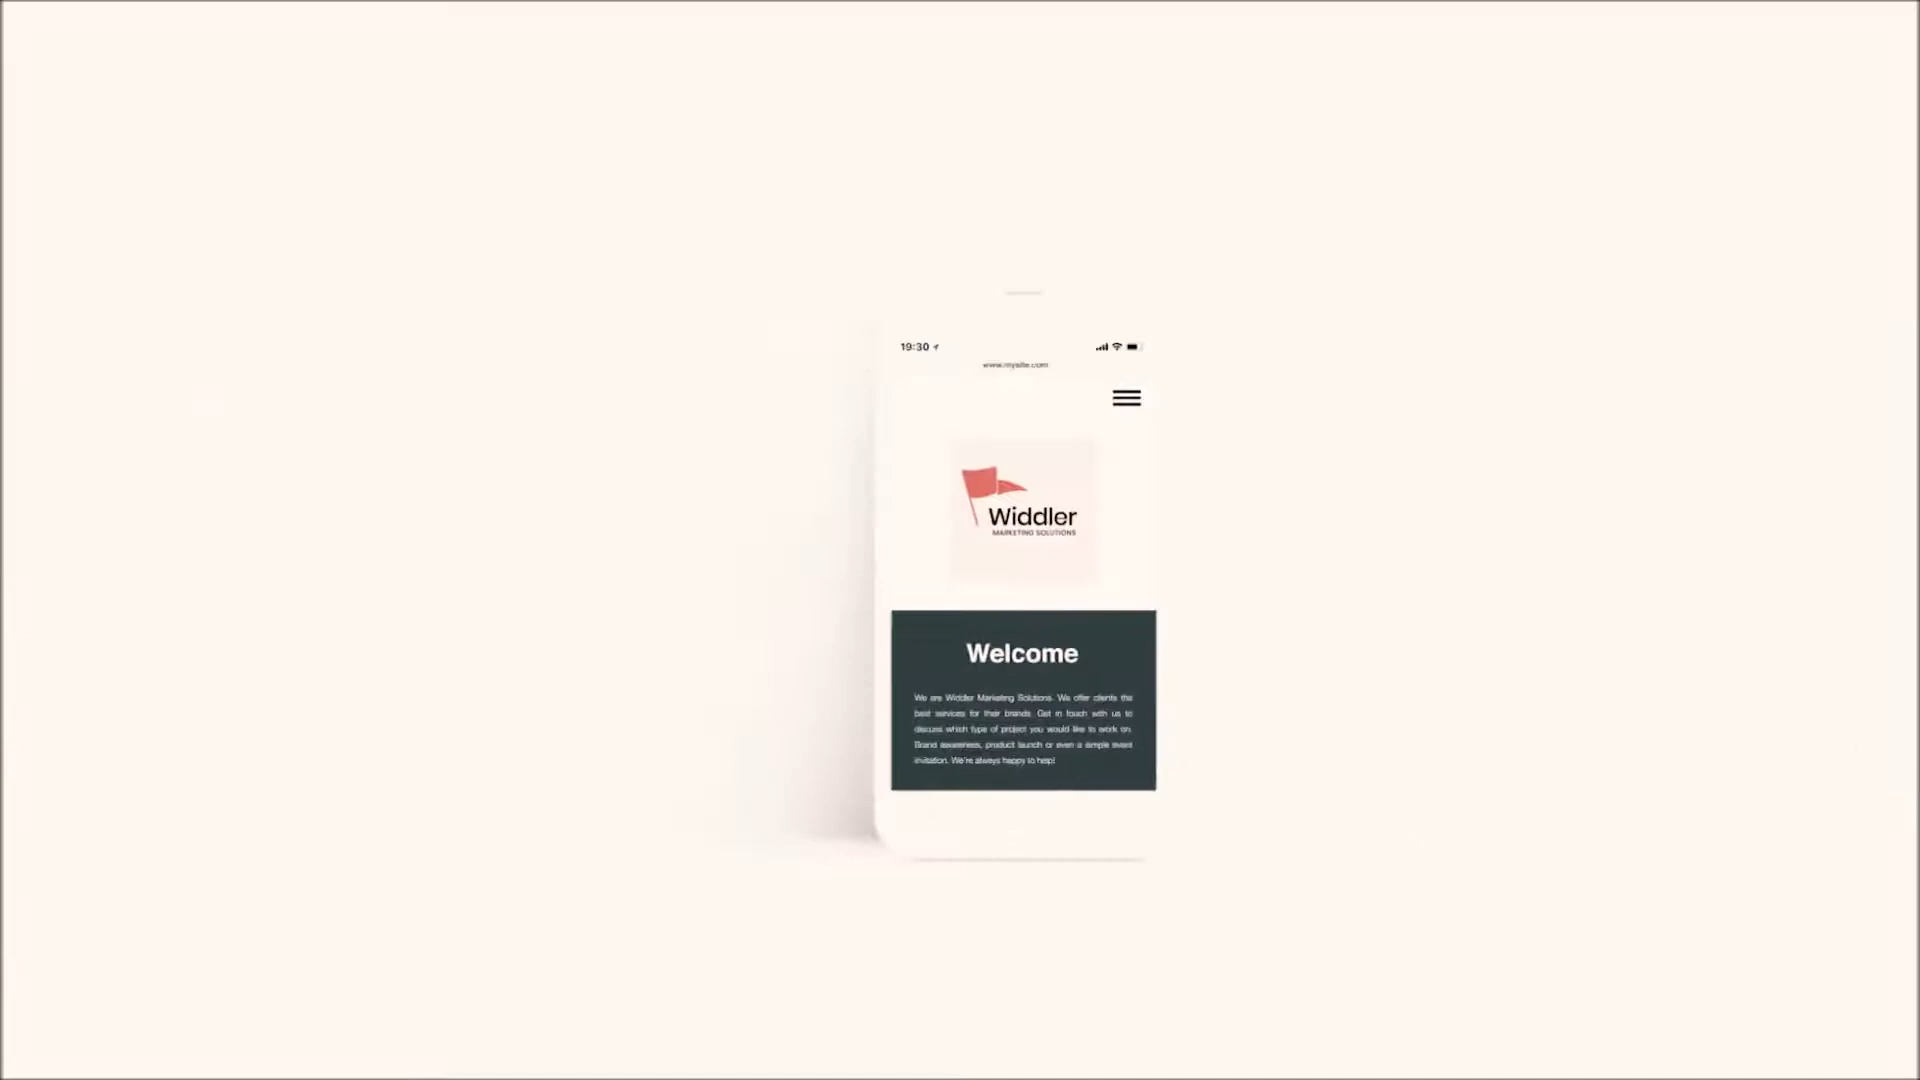 19:30
www.mysite.com
Widdler
MARKETING SOLUTIONS
Welcome
We are Widdler Marketing Solutions. We offer clients the
best services for their brands. Get in touch with us to
discuss which type of project you would like to work on.
Brand awareness, product launch or even a simple event
invitation. We're always happy to help!